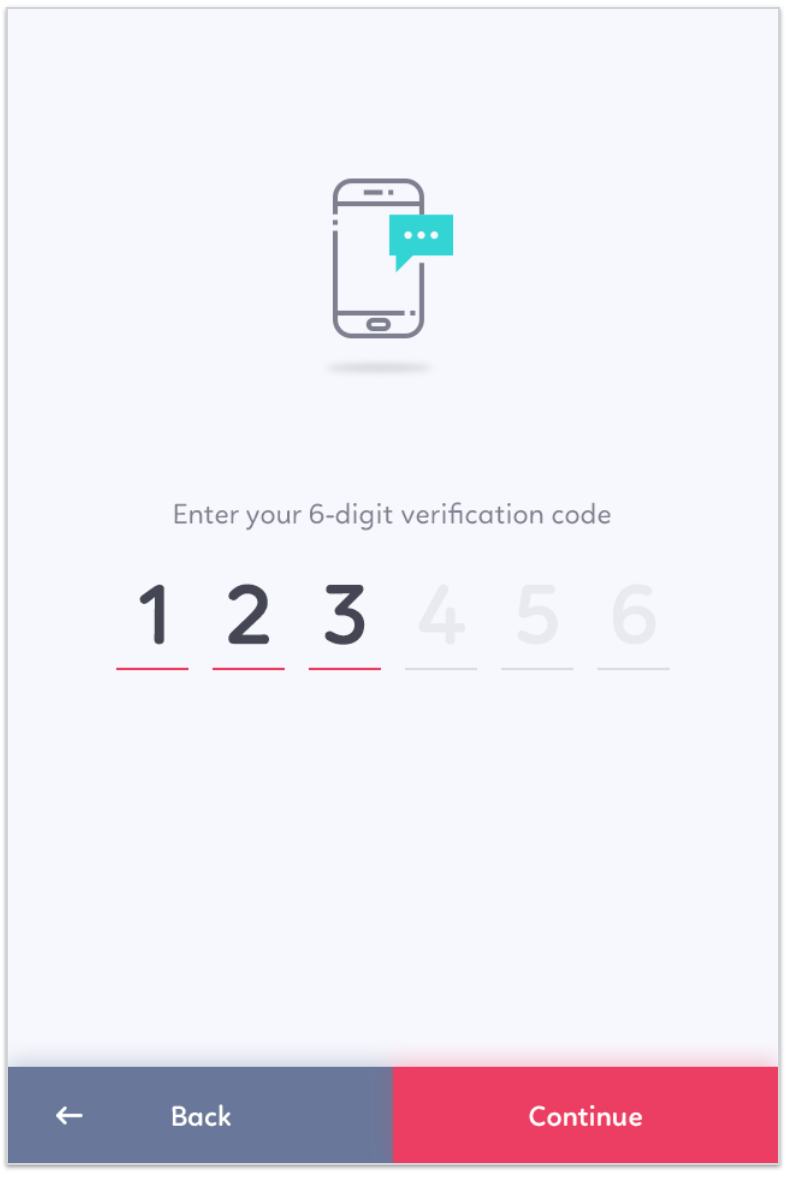 Enter your 6-digit verification code
1 2 3 4 5 6
← Back
Continue